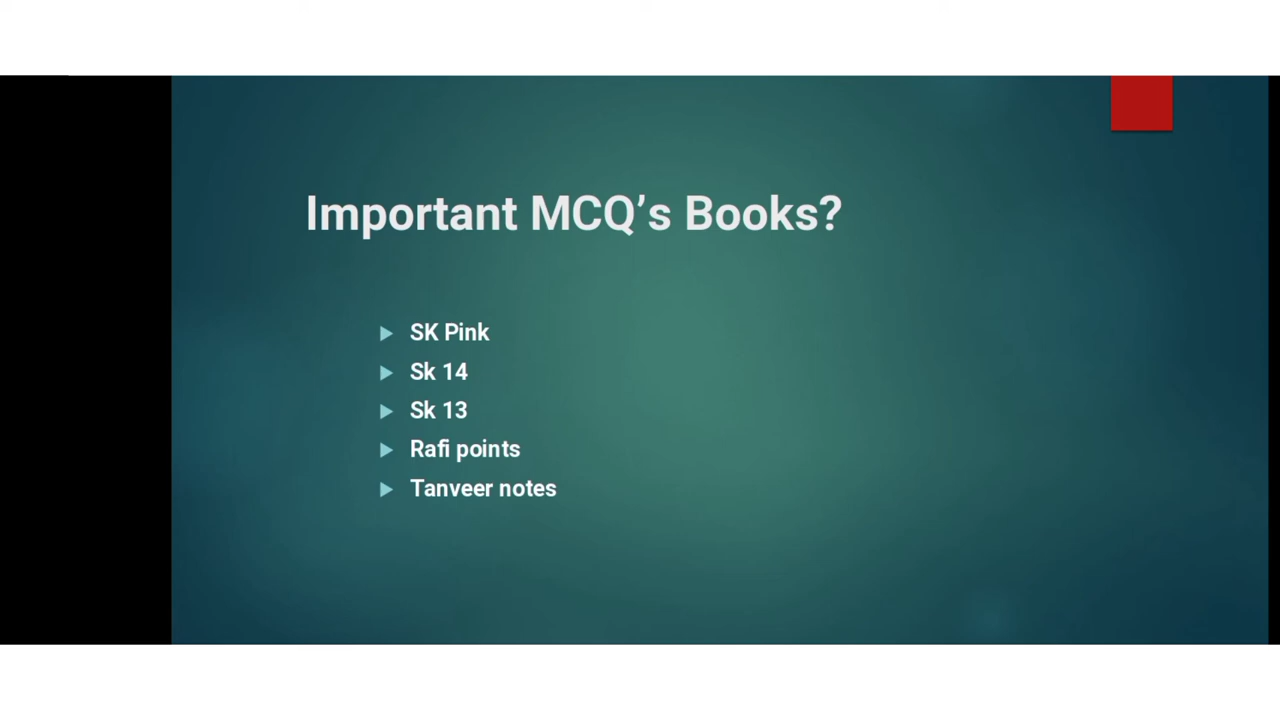 Important MCQ’s Books?
SK Pink
Sk 14
Sk 13
Rafi points
Tanveer notes